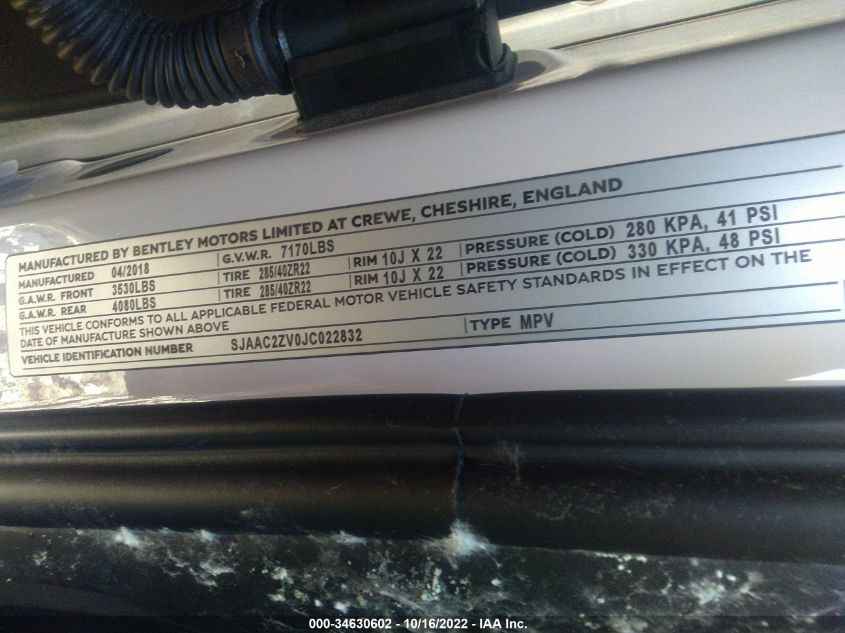 MANUFACTURED BY BENTLEY MOTORS LIMITED AT CREWE, CHESHIRE, ENGLAND
MANUFACTURED 04/2018 G.V.W.R. 7170LBS
G.A.W.R. FRONT 3530LBS TIRE 285/40ZR22 RIM 10J X 22 PRESSURE (COLD) 280 KPA, 41 PSI
G.A.W.R. REAR 4080LBS TIRE 285/40ZR22 RIM 10J X 22 PRESSURE (COLD) 330 KPA, 48 PSI
THIS VEHICLE CONFORMS TO ALL APPLICABLE FEDERAL MOTOR VEHICLE SAFETY STANDARDS IN EFFECT ON THE
DATE OF MANUFACTURE SHOWN ABOVE
VEHICLE IDENTIFICATION NUMBER SJAAC2ZV0JC022832 TYPE MPV
000-34630602 - 10/16/2022 - IAA Inc.